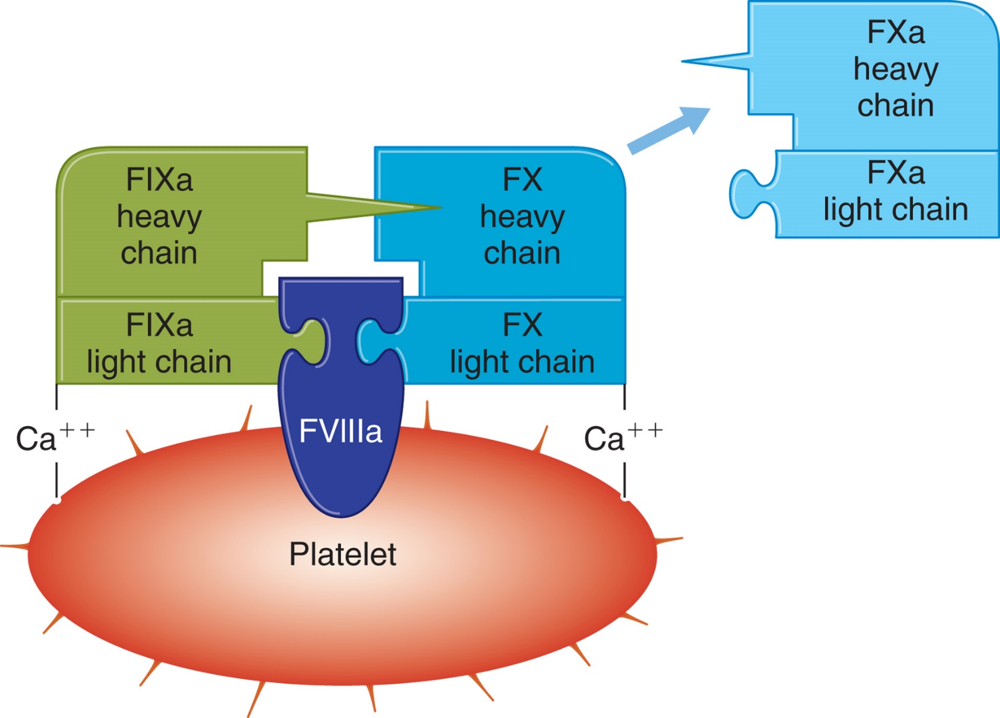 FXa
heavy
chain
FXa
light chain
FIXa
heavy
chain
FX
heavy
chain
FIXa
light chain
FX
light chain
FVIIIa
Ca++
Ca++
Platelet